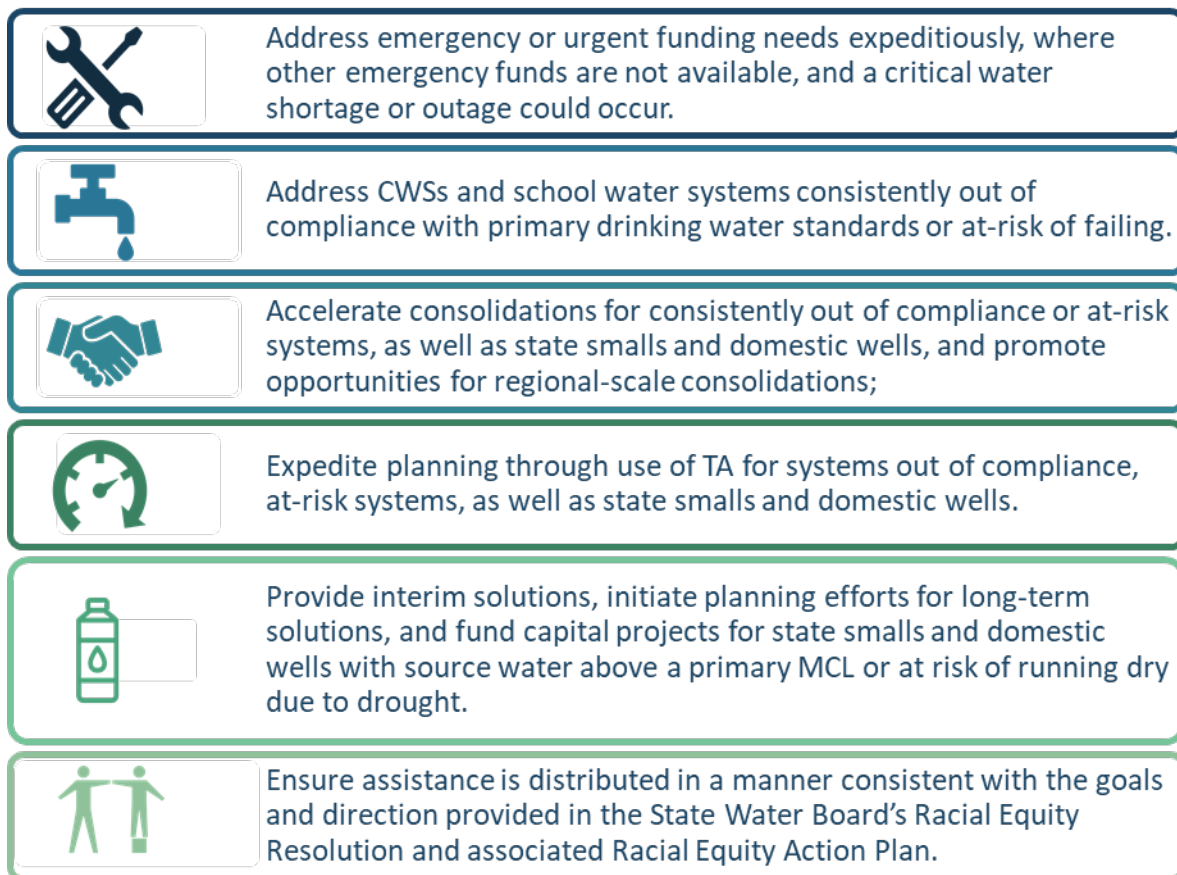 Address emergency or urgent funding needs expeditiously, where
other emergency funds are not available, and a critical water
shortage or outage could occur.
Address CWSs and school water systems consistently out of
compliance with primary drinking water standards or at-risk of failing.
Accelerate consolidations for consistently out of compliance or at-risk
systems, as well as state smalls and domestic wells, and promote
opportunities for regional-scale consolidations;
Expedite planning through use of TA for systems out of compliance,
at-risk systems, as well as state smalls and domestic wells.
Provide interim solutions, initiate planning efforts for long-term
solutions, and fund capital projects for state smalls and domestic
wells with source water above a primary MCL or at risk of running dry
due to drought.
Ensure assistance is distributed in a manner consistent with the goals
and direction provided in the State Water Board’s Racial Equity
Resolution and associated Racial Equity Action Plan.